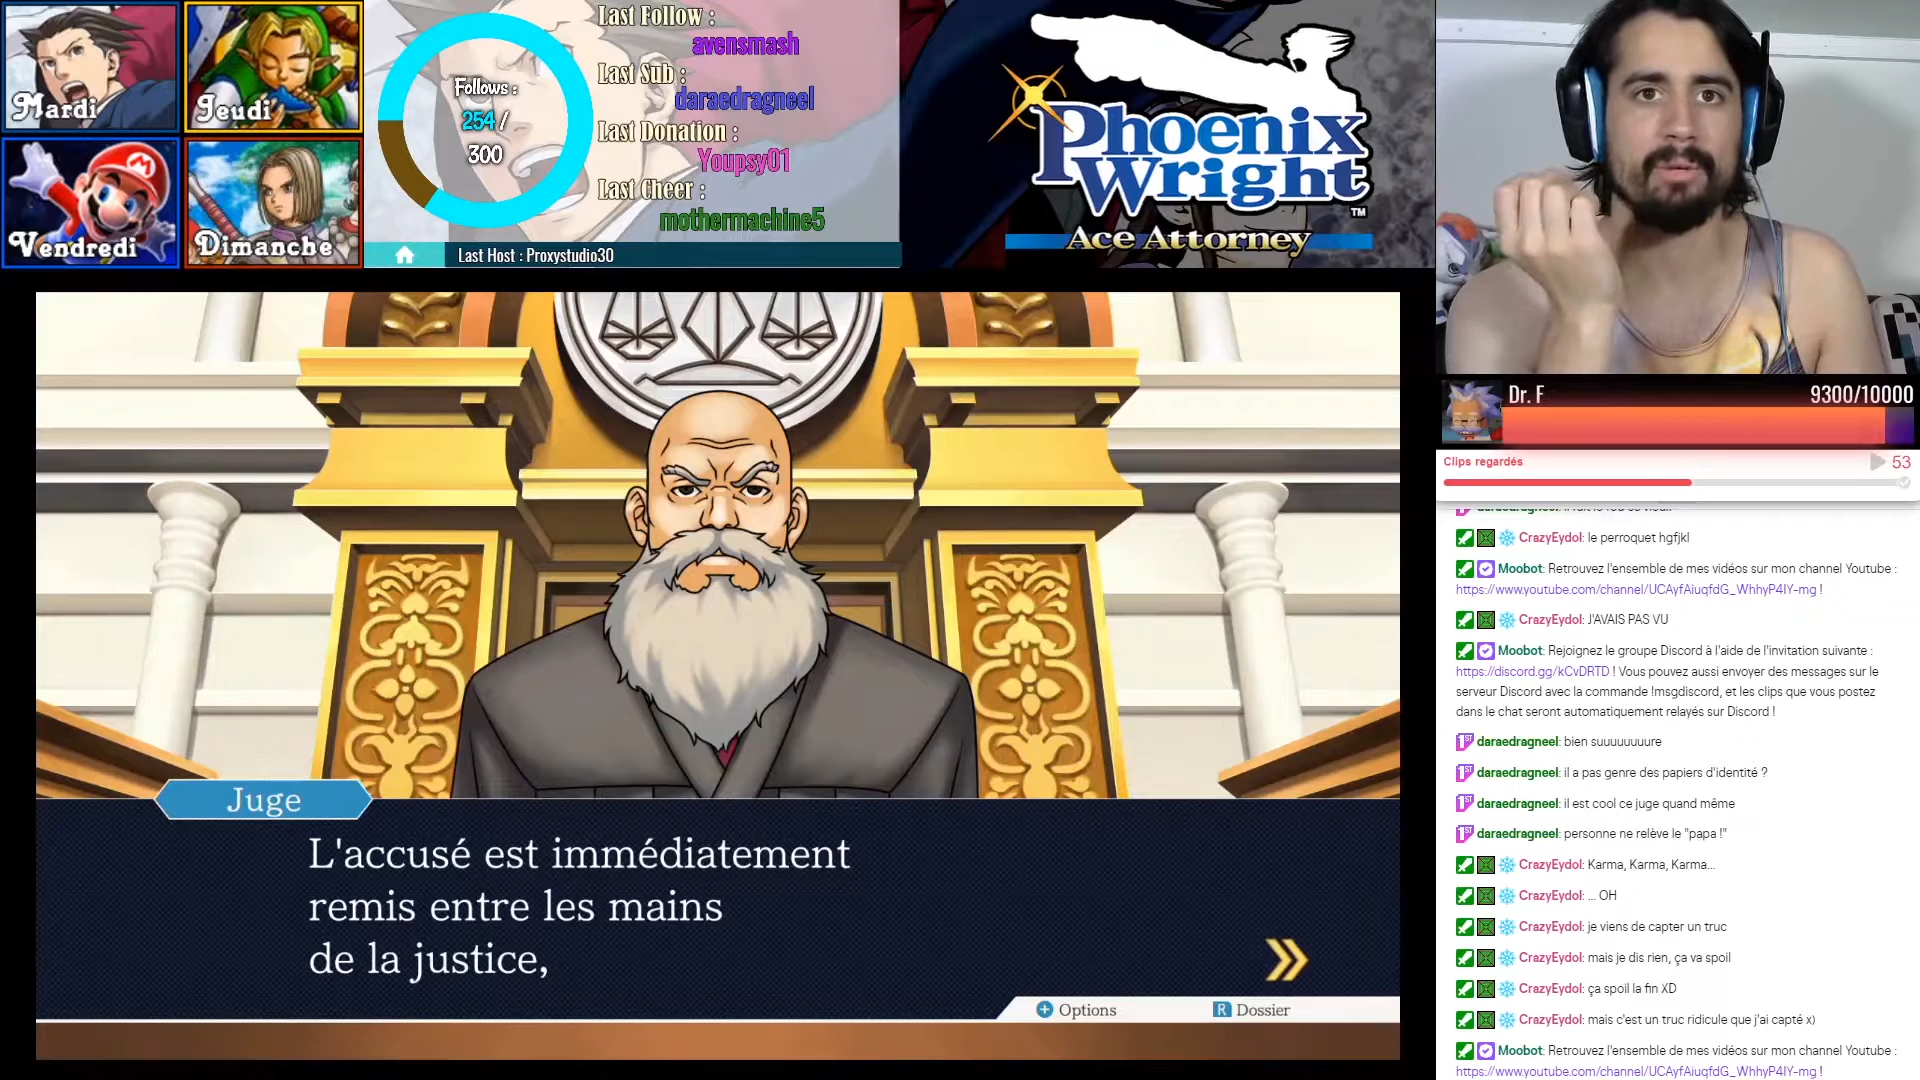 Mardi
Jeudi
Vendredi
Dimanche
Follows :
254 /
300
Last Follow :
avensmash
Last Sub :
daraedragneel
Last Donation :
Youpsy01
Last Cheer :
mothermachine5
Last Host : Proxystudio30
Phoenix
Wright
TM
Ace Attorney
Dr. F
9300/10000
Clips regardés
53
Juge
L'accusé est immédiatement
remis entre les mains
de la justice,
Options
R Dossier
CrazyEydol: le perroquet hgfjkl
Moobot: Retrouvez l'ensemble de mes vidéos sur mon channel Youtube :
https://www.youtube.com/channel/UCAyfAiuqfdG_WhhyP4IY-mg !
CrazyEydol: J'AVAIS PAS VU
Moobot: Rejoignez le groupe Discord à l'aide de l'invitation suivante :
https://discord.gg/kCvDRTD ! Vous pouvez aussi envoyer des messages sur le
serveur Discord avec la commande !msgdiscord, et les clips que vous postez
dans le chat seront automatiquement relayés sur Discord !
1ST daraedragneel: bien suuuuuuure
1ST daraedragneel: il a pas genre des papiers d'identité ?
1ST daraedragneel: il est cool ce juge quand même
1ST daraedragneel: personne ne relève le "papa !"
CrazyEydol: Karma, Karma, Karma...
CrazyEydol: ... OH
CrazyEydol: je viens de capter un truc
CrazyEydol: mais je dis rien, ça va spoil
CrazyEydol: ça spoil la fin XD
CrazyEydol: mais c'est un truc ridicule que j'ai capté x)
Moobot: Retrouvez l'ensemble de mes vidéos sur mon channel Youtube :
https://www.youtube.com/channel/UCAyfAiuqfdG_WhhyP4IY-mg !